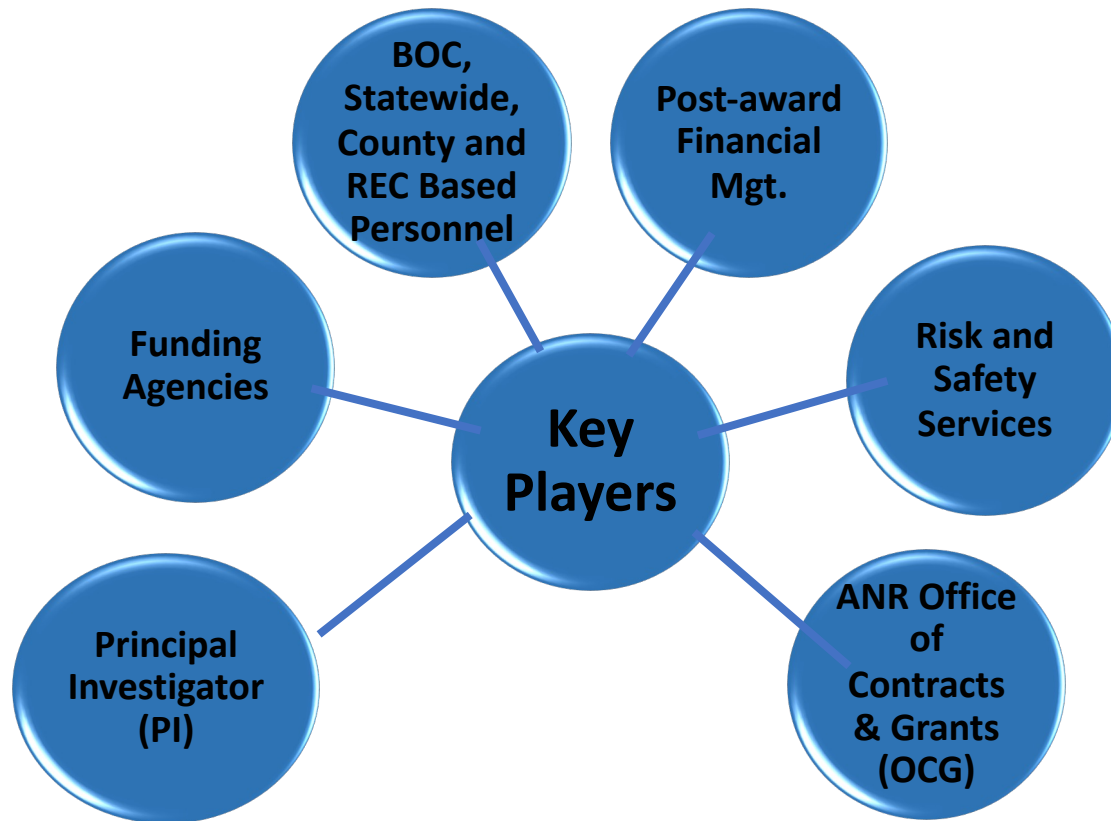 BOC,
Statewide,
County and
REC Based
Personnel
Post-award
Financial
Mgt.
Funding
Agencies
Risk and
Safety
Services
Key
Players
Principal
Investigator
(PI)
ANR Office
of
Contracts
& Grants
(OCG)